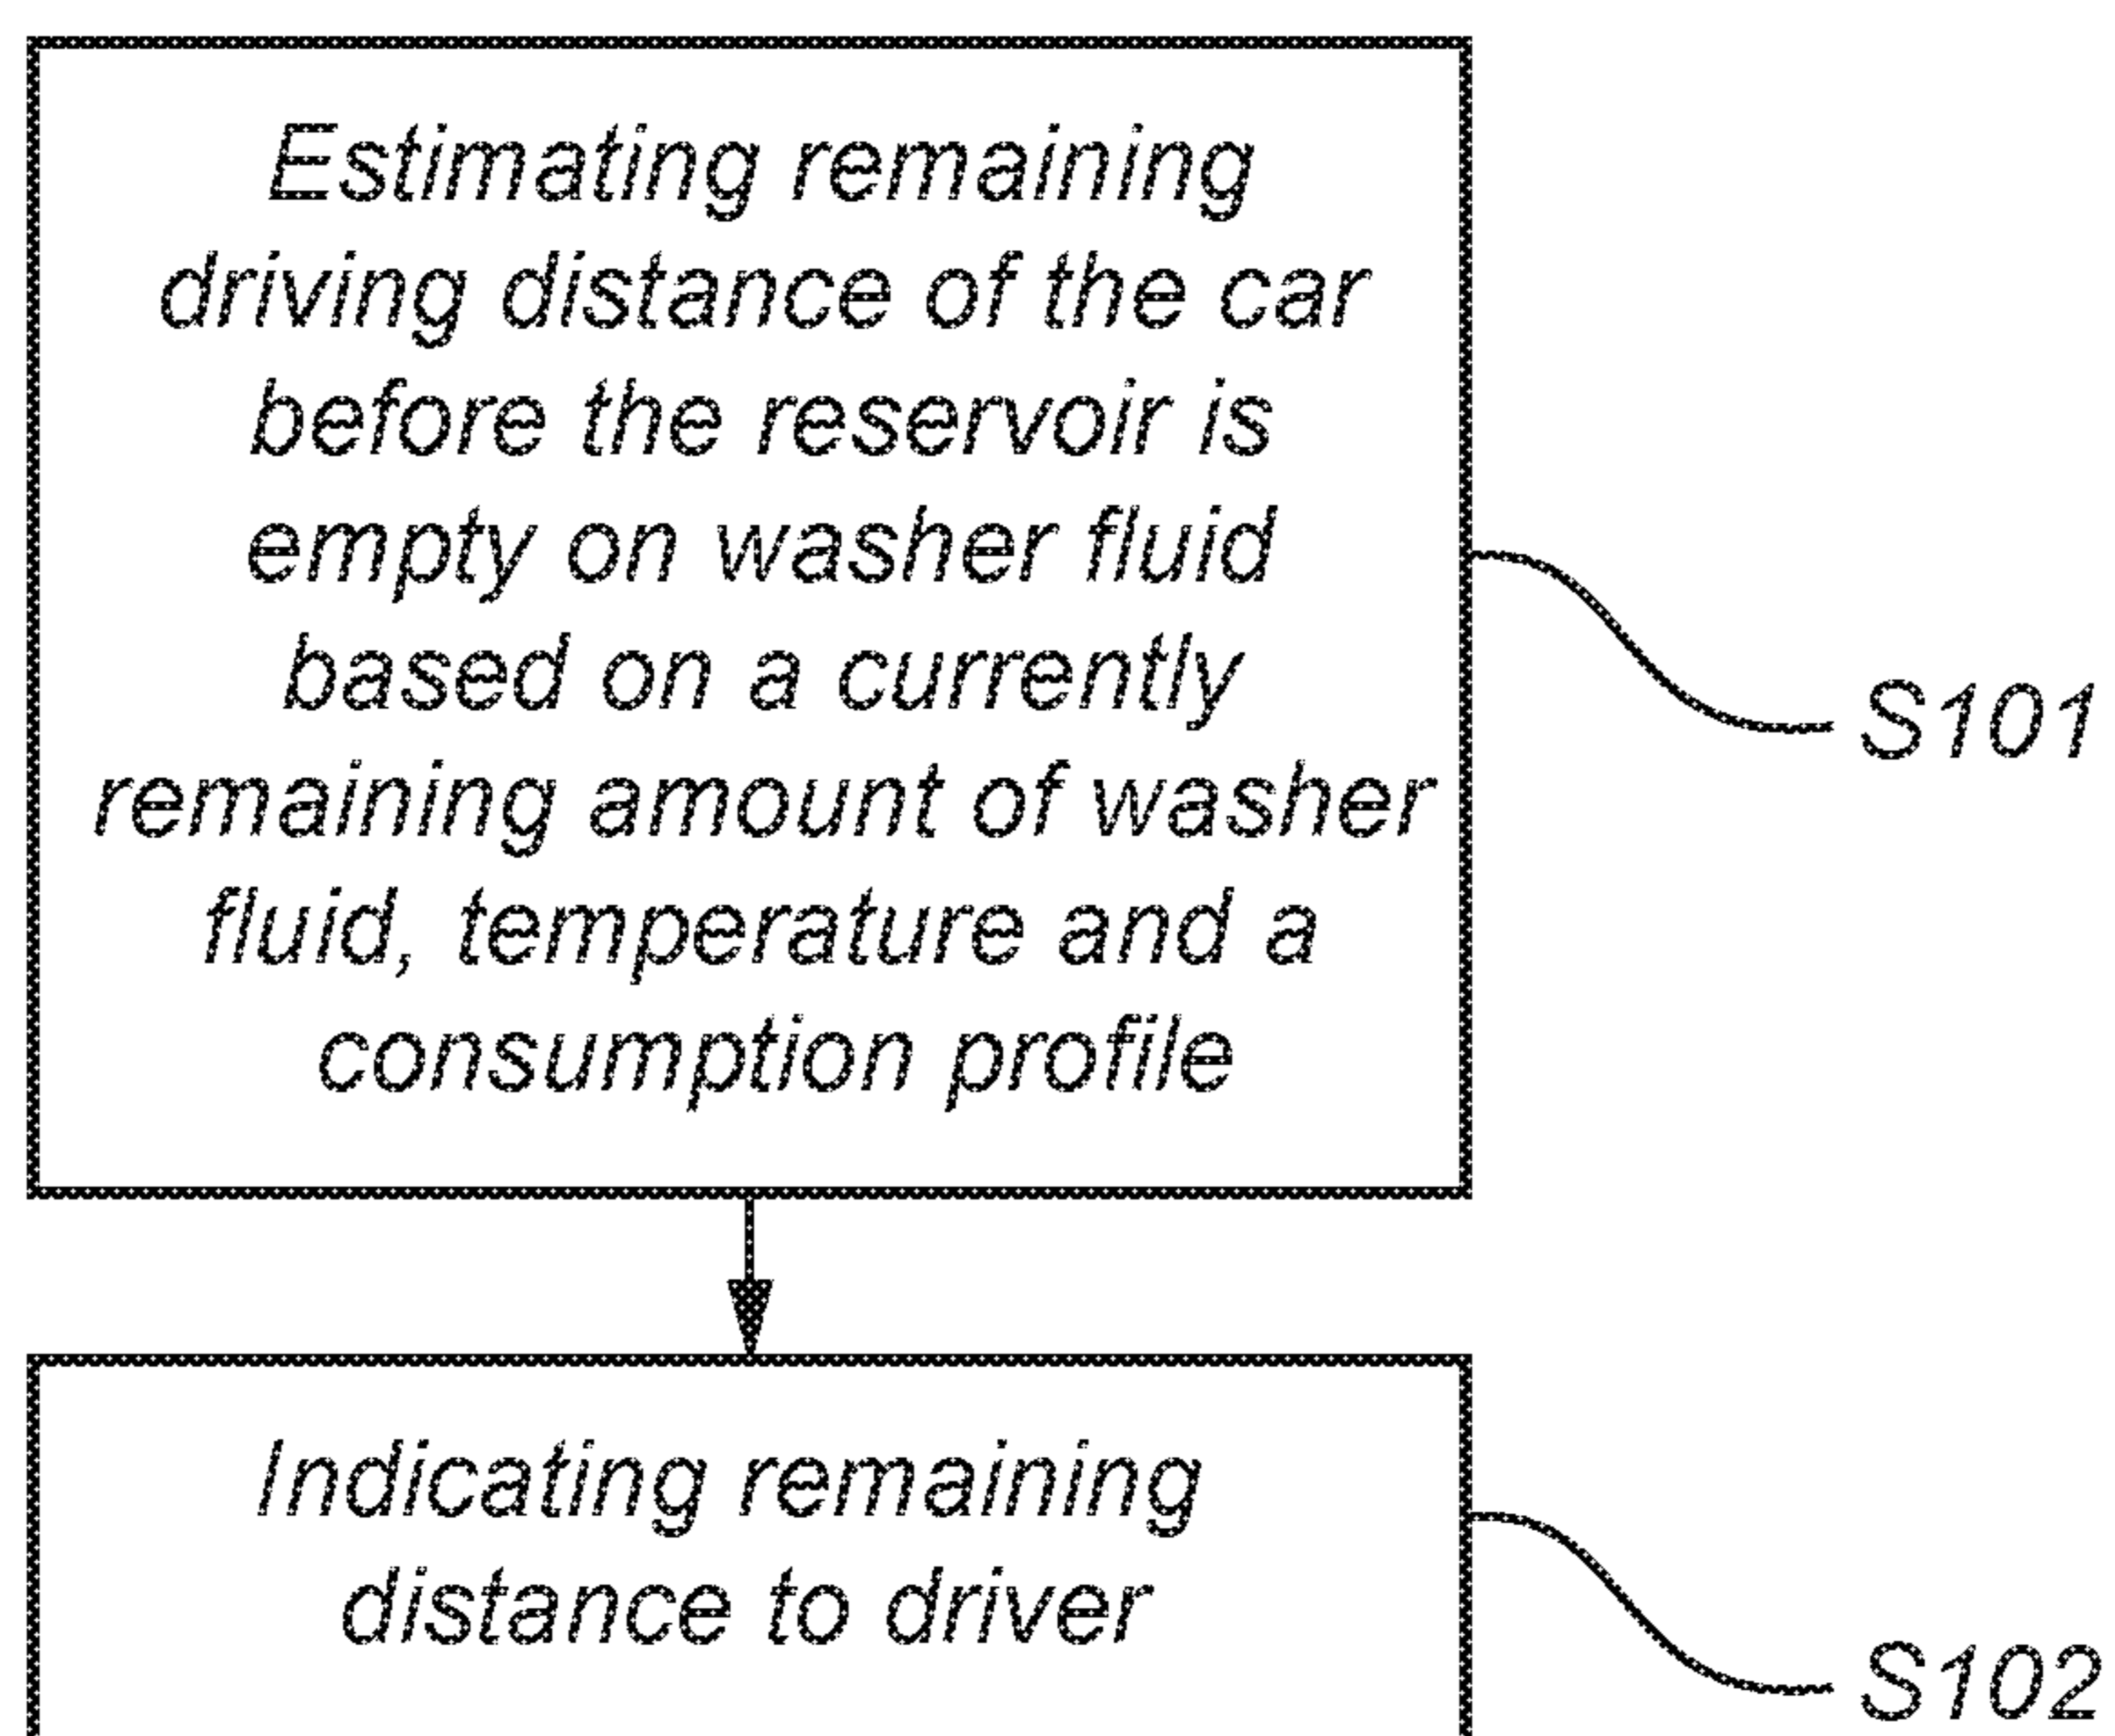 Estimating remaining
driving distance of the car
before the reservoir is
empty on washer fluid
based on a currently
remaining amount of washer
fluid, temperature and a
consumption profile
S101
Indicating remaining
distance to driver
S102